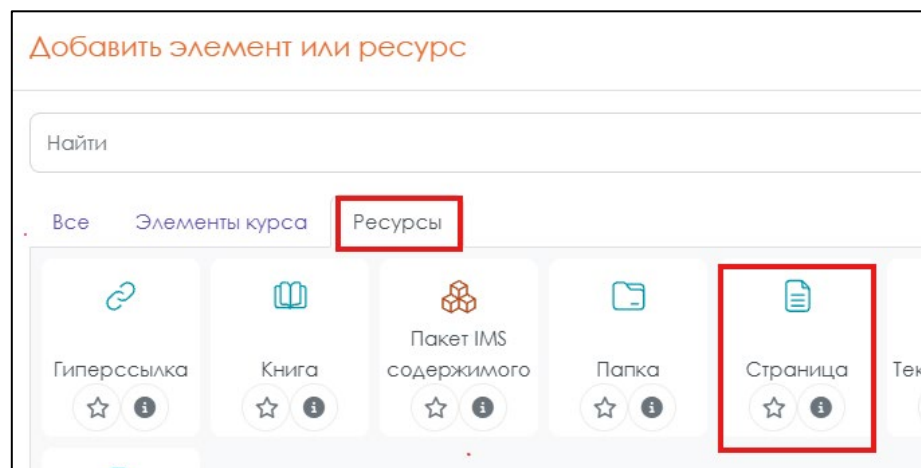 Добавить элемент или ресурс
Найти
Все Элементы курса Ресурсы
Гиперссылка
Книга
Пакет IMS
содержимого
Папка
Страница